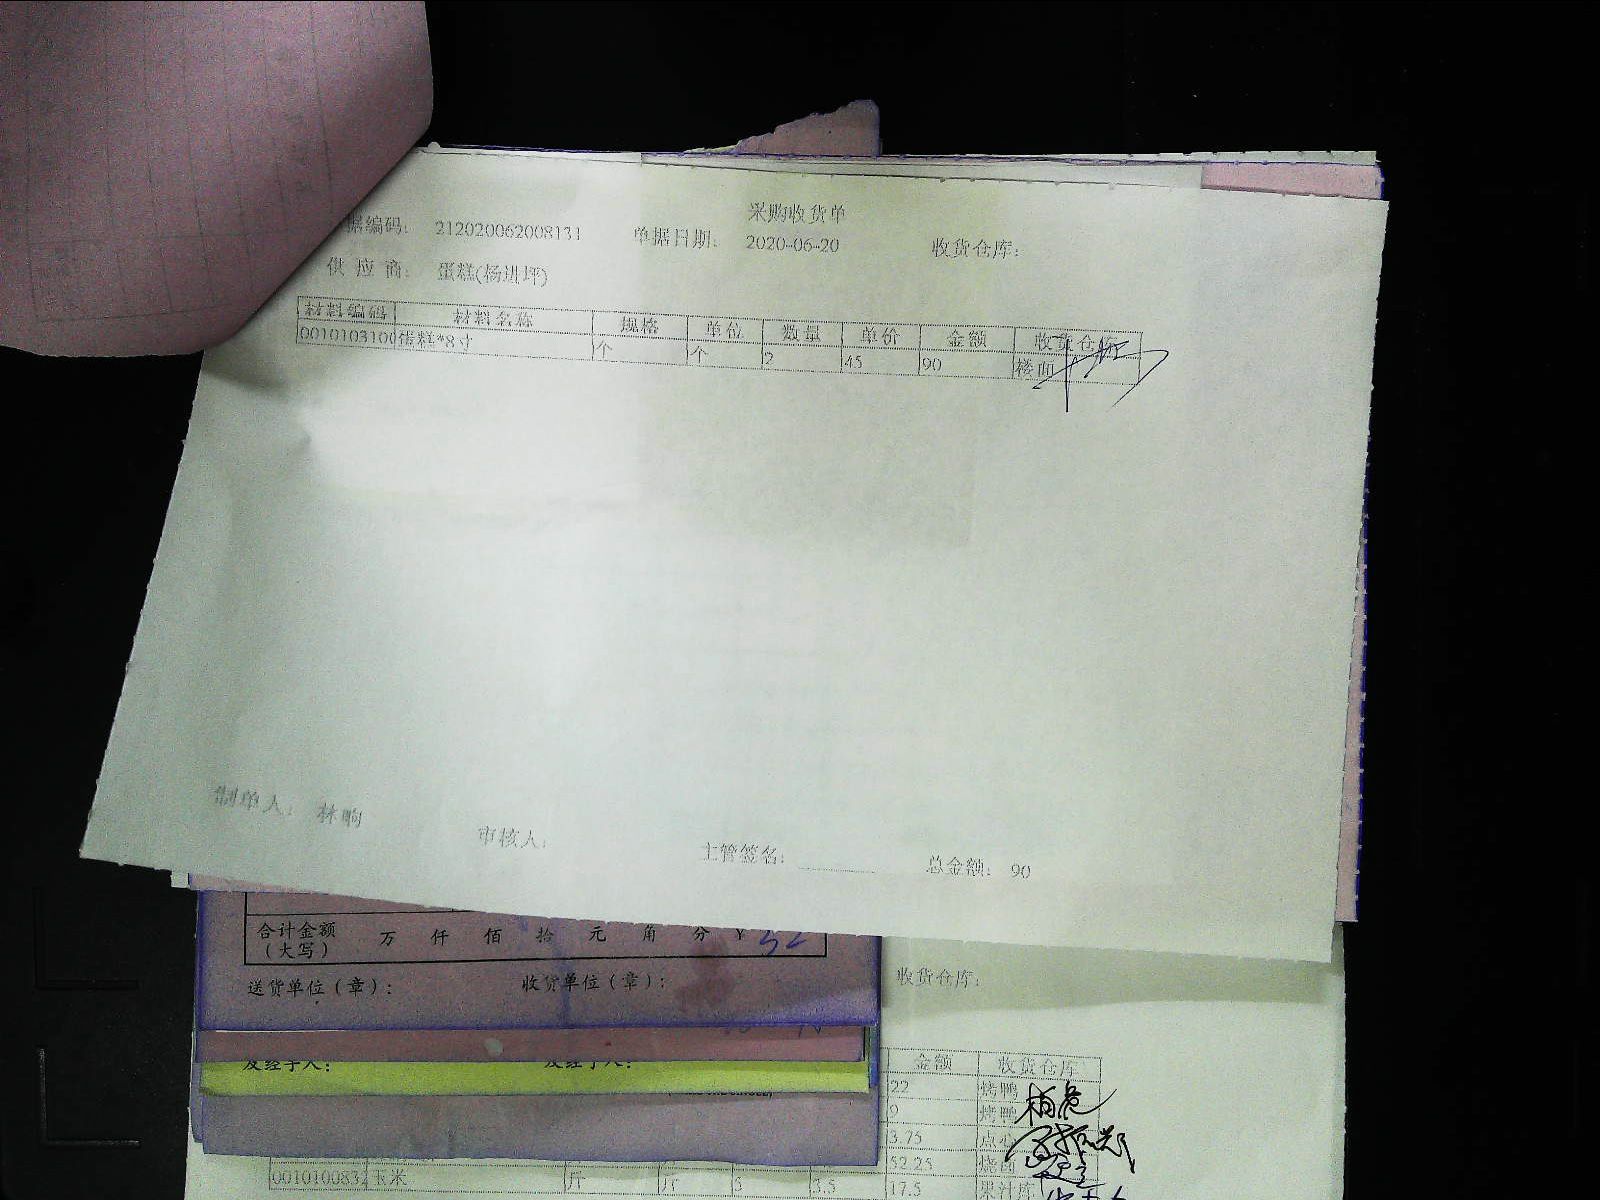 采购收货单
据编码: 212020062008131 单据日期: 2020-06-20 收货仓库:
供应商: 蛋糕(杨进坪)
材料编码 材料名称 规格 单位 数量 单价 金额 收货仓库
0010103100 蛋糕*8寸 个 个 2 45 90 楼面
制单人: 林晌 审核人: 主管签名: 总金额: 90
合计金额(大写) 万 仟 佰 拾 元 角 分 ¥ 52
送货单位(章): 收货单位(章):
收货仓库:
及经手人: 及经手人:
金额 收货仓库
22 烤鸭
9 烤鸭
3.75 点心
52.25 烧面
0010100832 玉米 斤 斤 5 3.5 17.5 果汁库